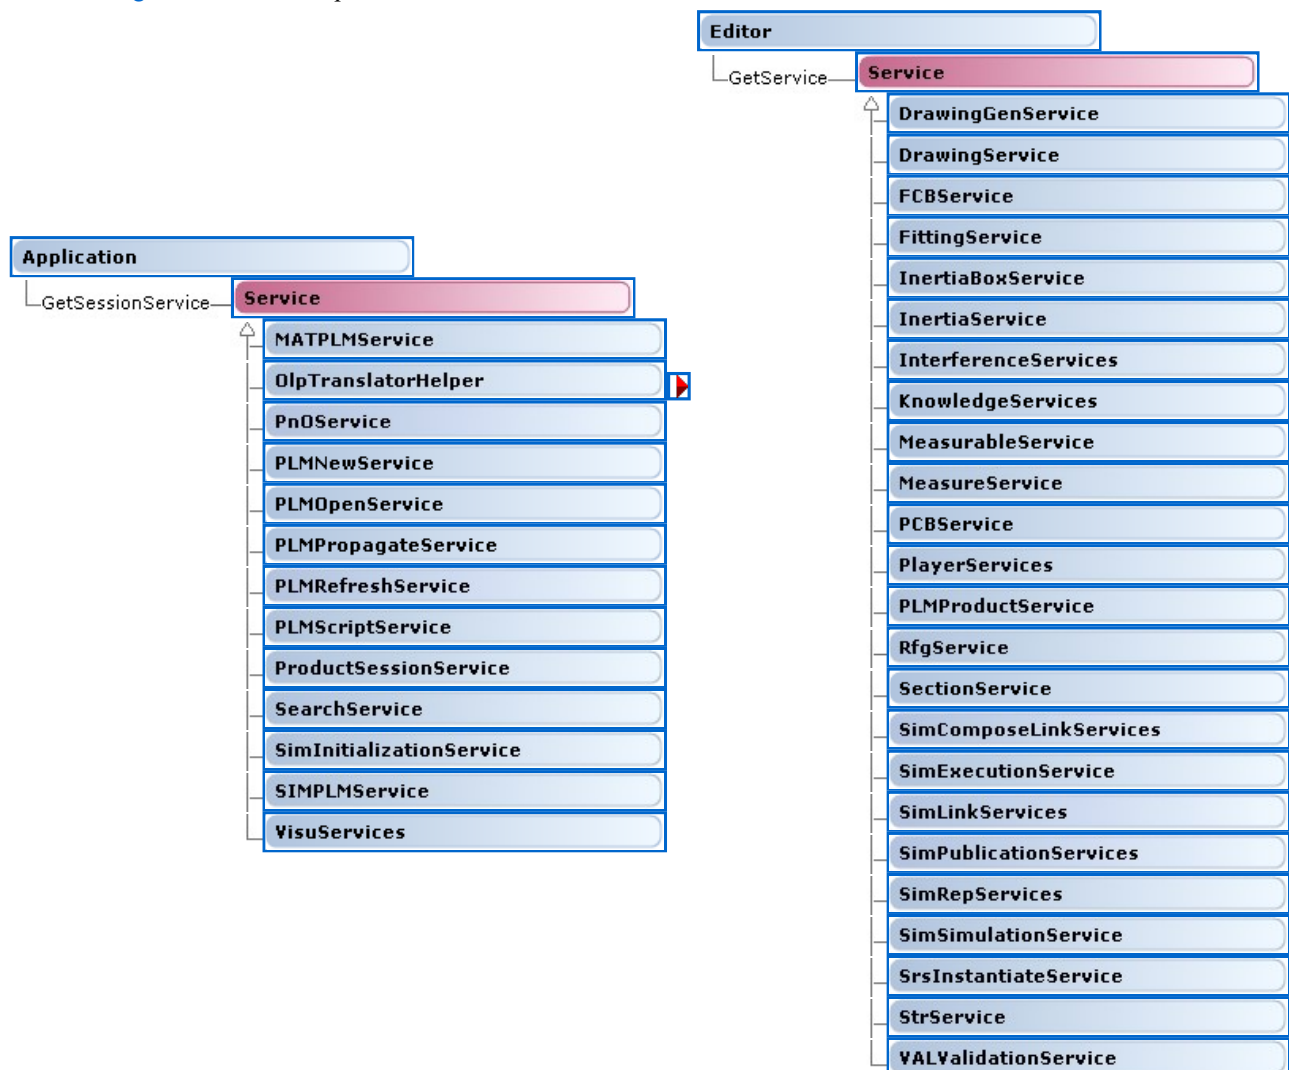 Editor
GetService
Service
DrawingGenService
DrawingService
FCBService
FittingService
InertiaBoxService
InertiaService
InterferenceServices
KnowledgeServices
MeasurableService
MeasureService
PCBService
PlayerServices
PLMProductService
RfgService
SectionService
SimComposeLinkServices
SimExecutionService
SimLinkServices
SimPublicationServices
SimRepServices
SimSimulationService
SrsInstantiateService
StrService
VALValidationService
Application
GetSessionService
Service
MATPLMService
OlpTranslatorHelper
PnOService
PLMNewService
PLMOpenService
PLMPropagateService
PLMRefreshService
PLMScriptService
ProductSessionService
SearchService
SimInitializationService
SIMPLMService
VisuServices